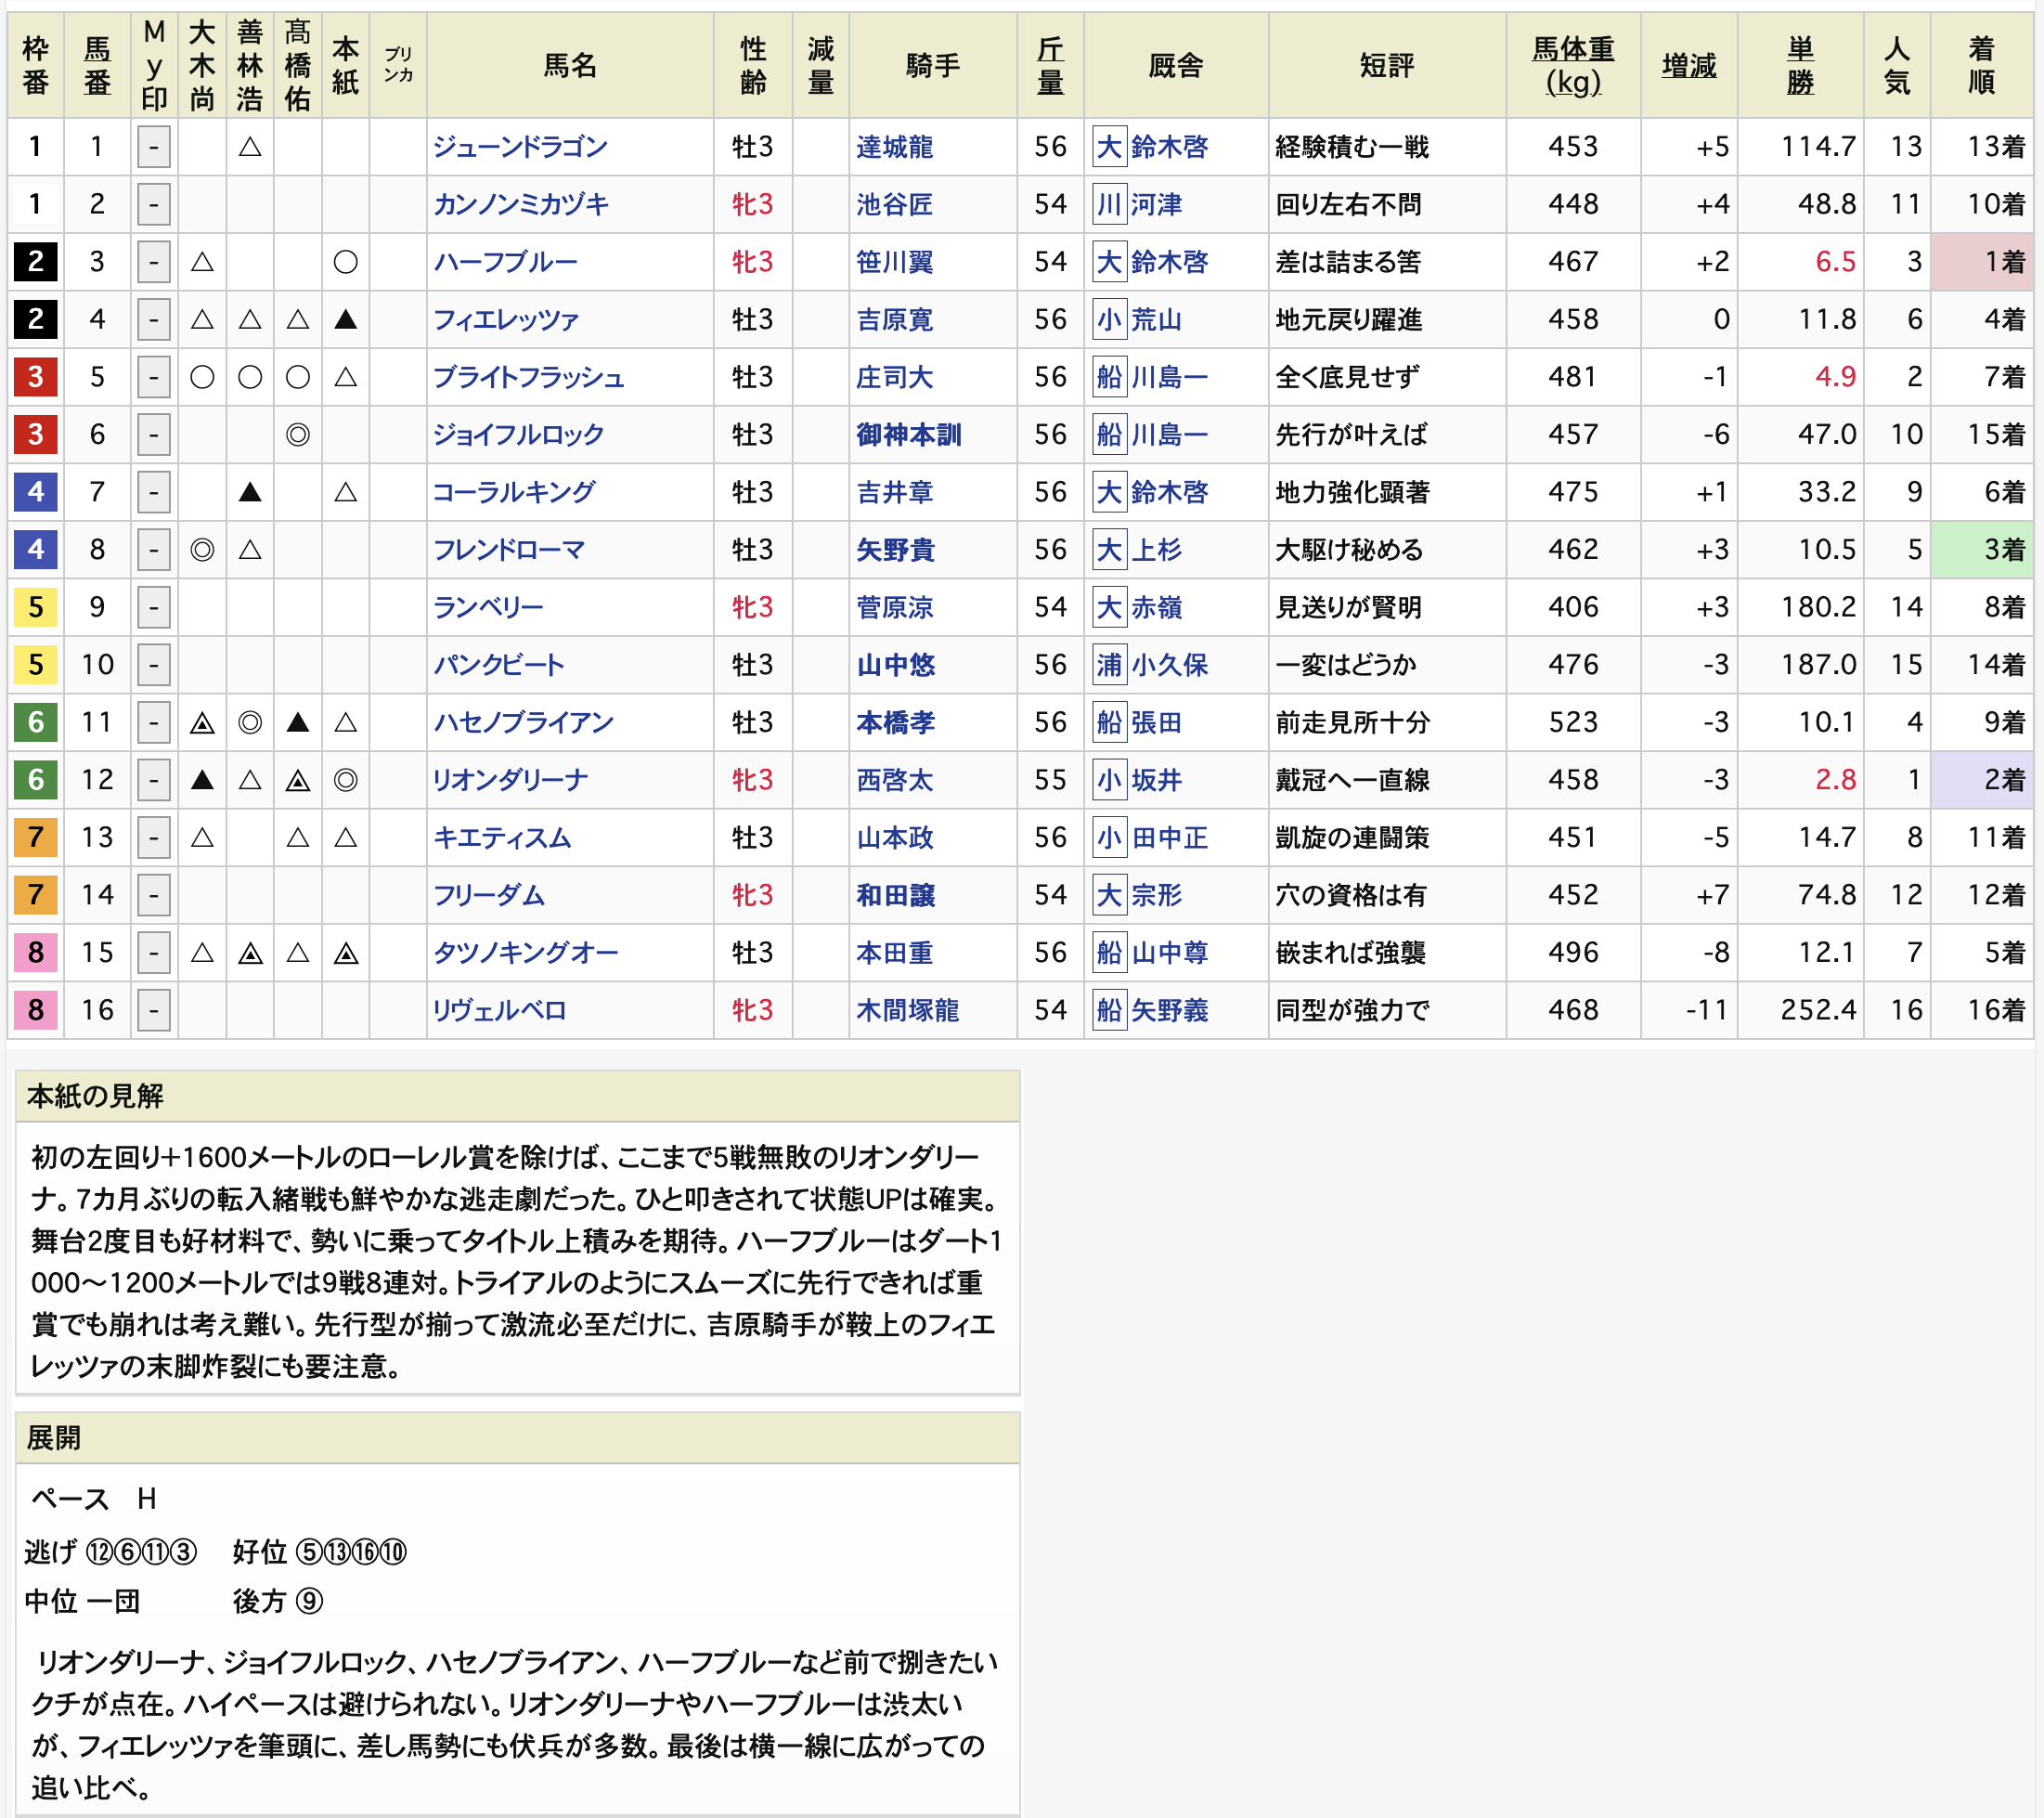 枠番 馬番 My印 大木尚 善林浩 髙橋佑 本紙 ブリンカ 馬名 性齢 減量 騎手 斤量 厩舎 短評 馬体重(kg) 増減 単勝 人気 着順
1 1 - △ ジューンドラゴン 牡3 達城龍 56 大 鈴木啓 経験積む一戦 453 +5 114.7 13 13着
1 2 - カンノンミカヅキ 牝3 池谷匠 54 川 河津 回り左右不問 448 +4 48.8 11 10着
2 3 - △ ○ ハーフブルー 牝3 笹川翼 54 大 鈴木啓 差は詰まる筈 467 +2 6.5 3 1着
2 4 - △ △ △ ▲ フィエレッツァ 牡3 吉原寛 56 小 荒山 地元戻り躍進 458 0 11.8 6 4着
3 5 - ○ ○ ○ △ ブライトフラッシュ 牡3 庄司大 56 船 川島一 全く底見せず 481 -1 4.9 2 7着
3 6 - ◎ ジョイフルロック 牡3 御神本訓 56 船 川島一 先行が叶えば 457 -6 47.0 10 15着
4 7 - ▲ △ コーラルキング 牡3 吉井章 56 大 鈴木啓 地力強化顕著 475 +1 33.2 9 6着
4 8 - ◎ △ フレンドローマ 牡3 矢野貴 56 大 上杉 大駆け秘める 462 +3 10.5 5 3着
5 9 - ランベリー 牝3 菅原涼 54 大 赤嶺 見送りが賢明 406 +3 180.2 14 8着
5 10 - パンクビート 牡3 山中悠 56 浦 小久保 一変はどうか 476 -3 187.0 15 14着
6 11 - ◬ ◎ ▲ △ ハセノブライアン 牡3 本橋孝 56 船 張田 前走見所十分 523 -3 10.1 4 9着
6 12 - ▲ △ ◬ ◎ リオンダリーナ 牝3 西啓太 55 小 坂井 戴冠へ一直線 458 -3 2.8 1 2着
7 13 - △ △ △ キエティスム 牡3 山本政 56 小 田中正 凱旋の連闘策 451 -5 14.7 8 11着
7 14 - フリーダム 牝3 和田譲 54 大 宗形 穴の資格は有 452 +7 74.8 12 12着
8 15 - △ ◬ △ ◬ タツノキングオー 牡3 本田重 56 船 山中尊 嵌まれば強襲 496 -8 12.1 7 5着
8 16 - リヴェルベロ 牝3 木間塚龍 54 船 矢野義 同型が強力で 468 -11 252.4 16 16着
本紙の見解
初の左回り+1600メートルのローレル賞を除けば、ここまで5戦無敗のリオンダリー
ナ。7カ月ぶりの転入緒戦も鮮やかな逃走劇だった。ひと叩きされて状態UPは確実。
舞台2度目も好材料で、勢いに乗ってタイトル上積みを期待。ハーフブルーはダート1
000〜1200メートルでは9戦8連対。トライアルのようにスムーズに先行できれば重
賞でも崩れは考え難い。先行型が揃って激流必至だけに、吉原騎手が鞍上のフィエ
レッツァの末脚炸裂にも要注意。
展開
ペース H
逃げ ⑫⑥⑪③ 好位 ⑤⑬⑯⑩
中位 一団 後方 ⑨
リオンダリーナ、ジョイフルロック、ハセノブライアン、ハーフブルーなど前で捌きたい
クチが点在。ハイペースは避けられない。リオンダリーナやハーフブルーは渋太い
が、フィエレッツァを筆頭に、差し馬勢にも伏兵が多数。最後は横一線に広がっての
追い比べ。